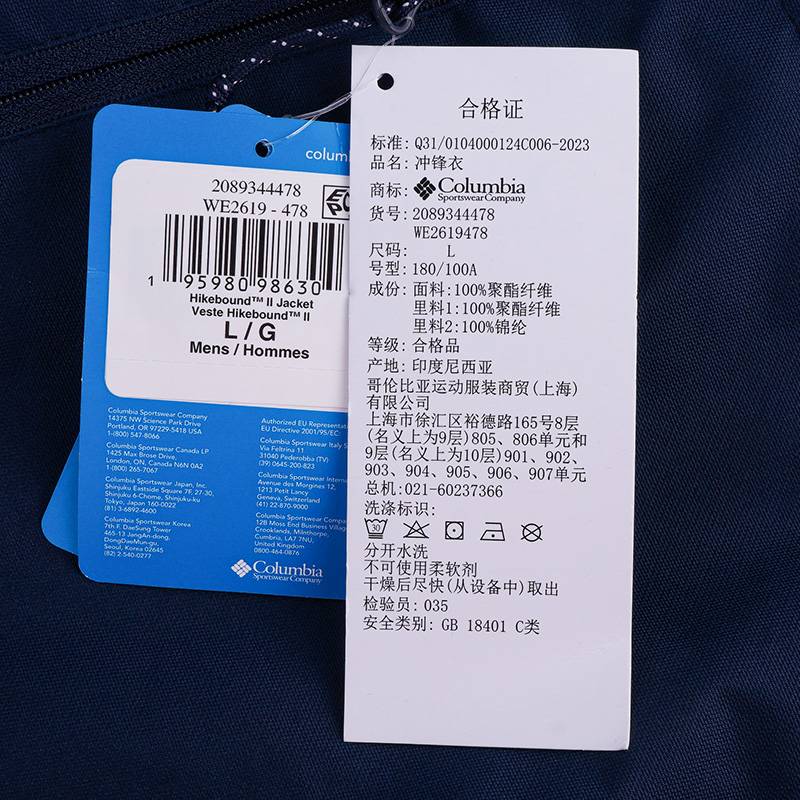 colum
2089344478
WE2619 - 478
1 95980 98630
Hikebound™ II Jacket
Veste Hikebound™ II
L / G
Mens / Hommes
Columbia Sportswear Company
14375 NW Science Park Drive
Portland, OR 97229-5418 USA
1-(800) 547-8066
Columbia Sportswear Canada LP
1425 Max Brose Drive,
London, ON, Canada N6N 0A2
1-(800) 265-7067
Columbia Sportswear Japan, Inc.
Shinjuku Eastside Square 7F, 27-30,
Shinjuku 6-Chome, Shinjuku-ku
Tokyo, Japan 160-0022
(81) 3-6892-4600
Columbia Sportswear Korea
7th F. DaeSung Tower
43 Nonhyeon-ro, 
DongDaeMun-gu,
Seoul, Korea 02645
(82) 2-540-0277
Authorized EU Representa
EU Directive 2001/95/EC:
Columbia Sportswear Italy S
Via Feltrina 11
31040 Pederobba (TV)
(39) 0645-200-823
Columbia Sportswear Intern
Avenue des Morgines 12,
1213 Petit Lancy
Geneva, Switzerland
(41) 22-870-9000
Columbia Sportswear Compa
12B Moss End Business Village
Crooklands, Milnthorpe,
Cumbria, LA7 7NU,
United Kingdom
0800-464-0876
Columbia
Sportswear Company
合格证
标准: Q31/0104000124C006-2023
品名: 冲锋衣
商标: Columbia
Sportswear Company
货号: 2089344478
WE2619478
尺码: L
号型: 180/100A
成份: 面料:100%聚酯纤维
里料1:100%聚酯纤维
里料2:100%锦纶
等级: 合格品
产地: 印度尼西亚
哥伦比亚运动服装商贸(上海)
有限公司
上海市徐汇区裕德路165号8层
(名义上为9层)805、806单元和
9层(名义上为10层)901、902、
903、904、905、906、907单元
总机:021-60237366
洗涤标识:
30
分开水洗
不可使用柔软剂
干燥后尽快(从设备中)取出
检验员: 035
安全类别: GB 18401 C类